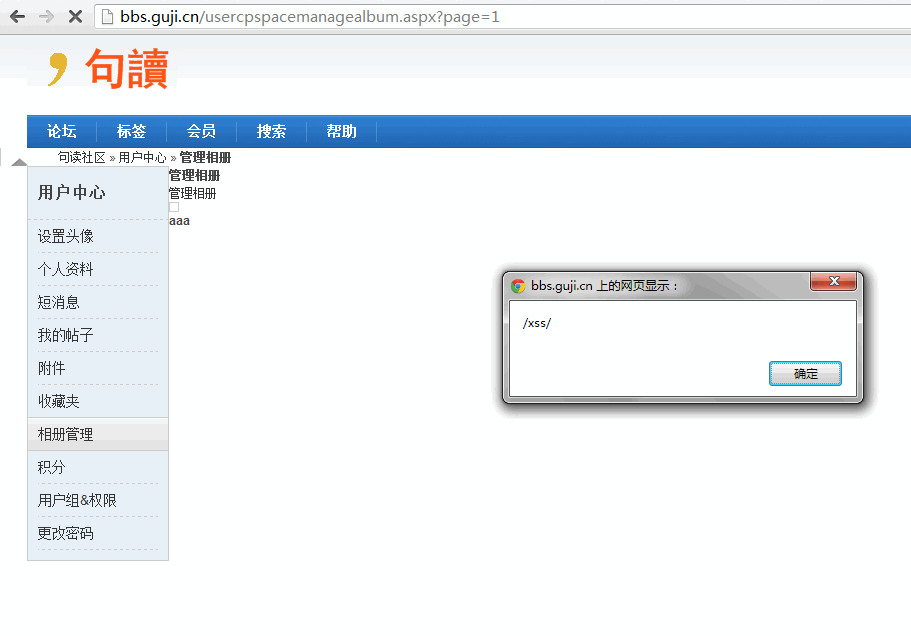 bbs.guji.cn/usercpspacemanagealbum.aspx?page=1
句讀
论坛 标签 会员 搜索 帮助
句读社区 » 用户中心 » 管理相册
管理相册
管理相册
aaa
用户中心
设置头像
个人资料
短消息
我的帖子
附件
收藏夹
相册管理
积分
用户组&权限
更改密码
bbs.guji.cn 上的网页显示：
/xss/
确定